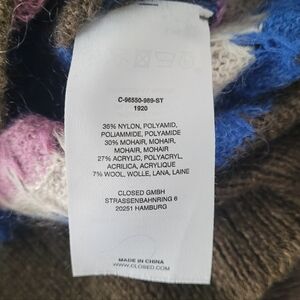 C-96550-989-ST
1920
36% NYLON, POLYAMID,
POLIAMMIDE, POLYAMIDE
30% MOHAIR, MOHAIR,
MOHAIR, MOHAIR
27% ACRYLIC, POLYACRYL,
ACRILICA, ACRYLIQUE
7% WOOL, WOLLE, LANA, LAINE
CLOSED GMBH
STRASSENBAHNRING 6
20251 HAMBURG
MADE IN CHINA
WWW.CLOSED.COM